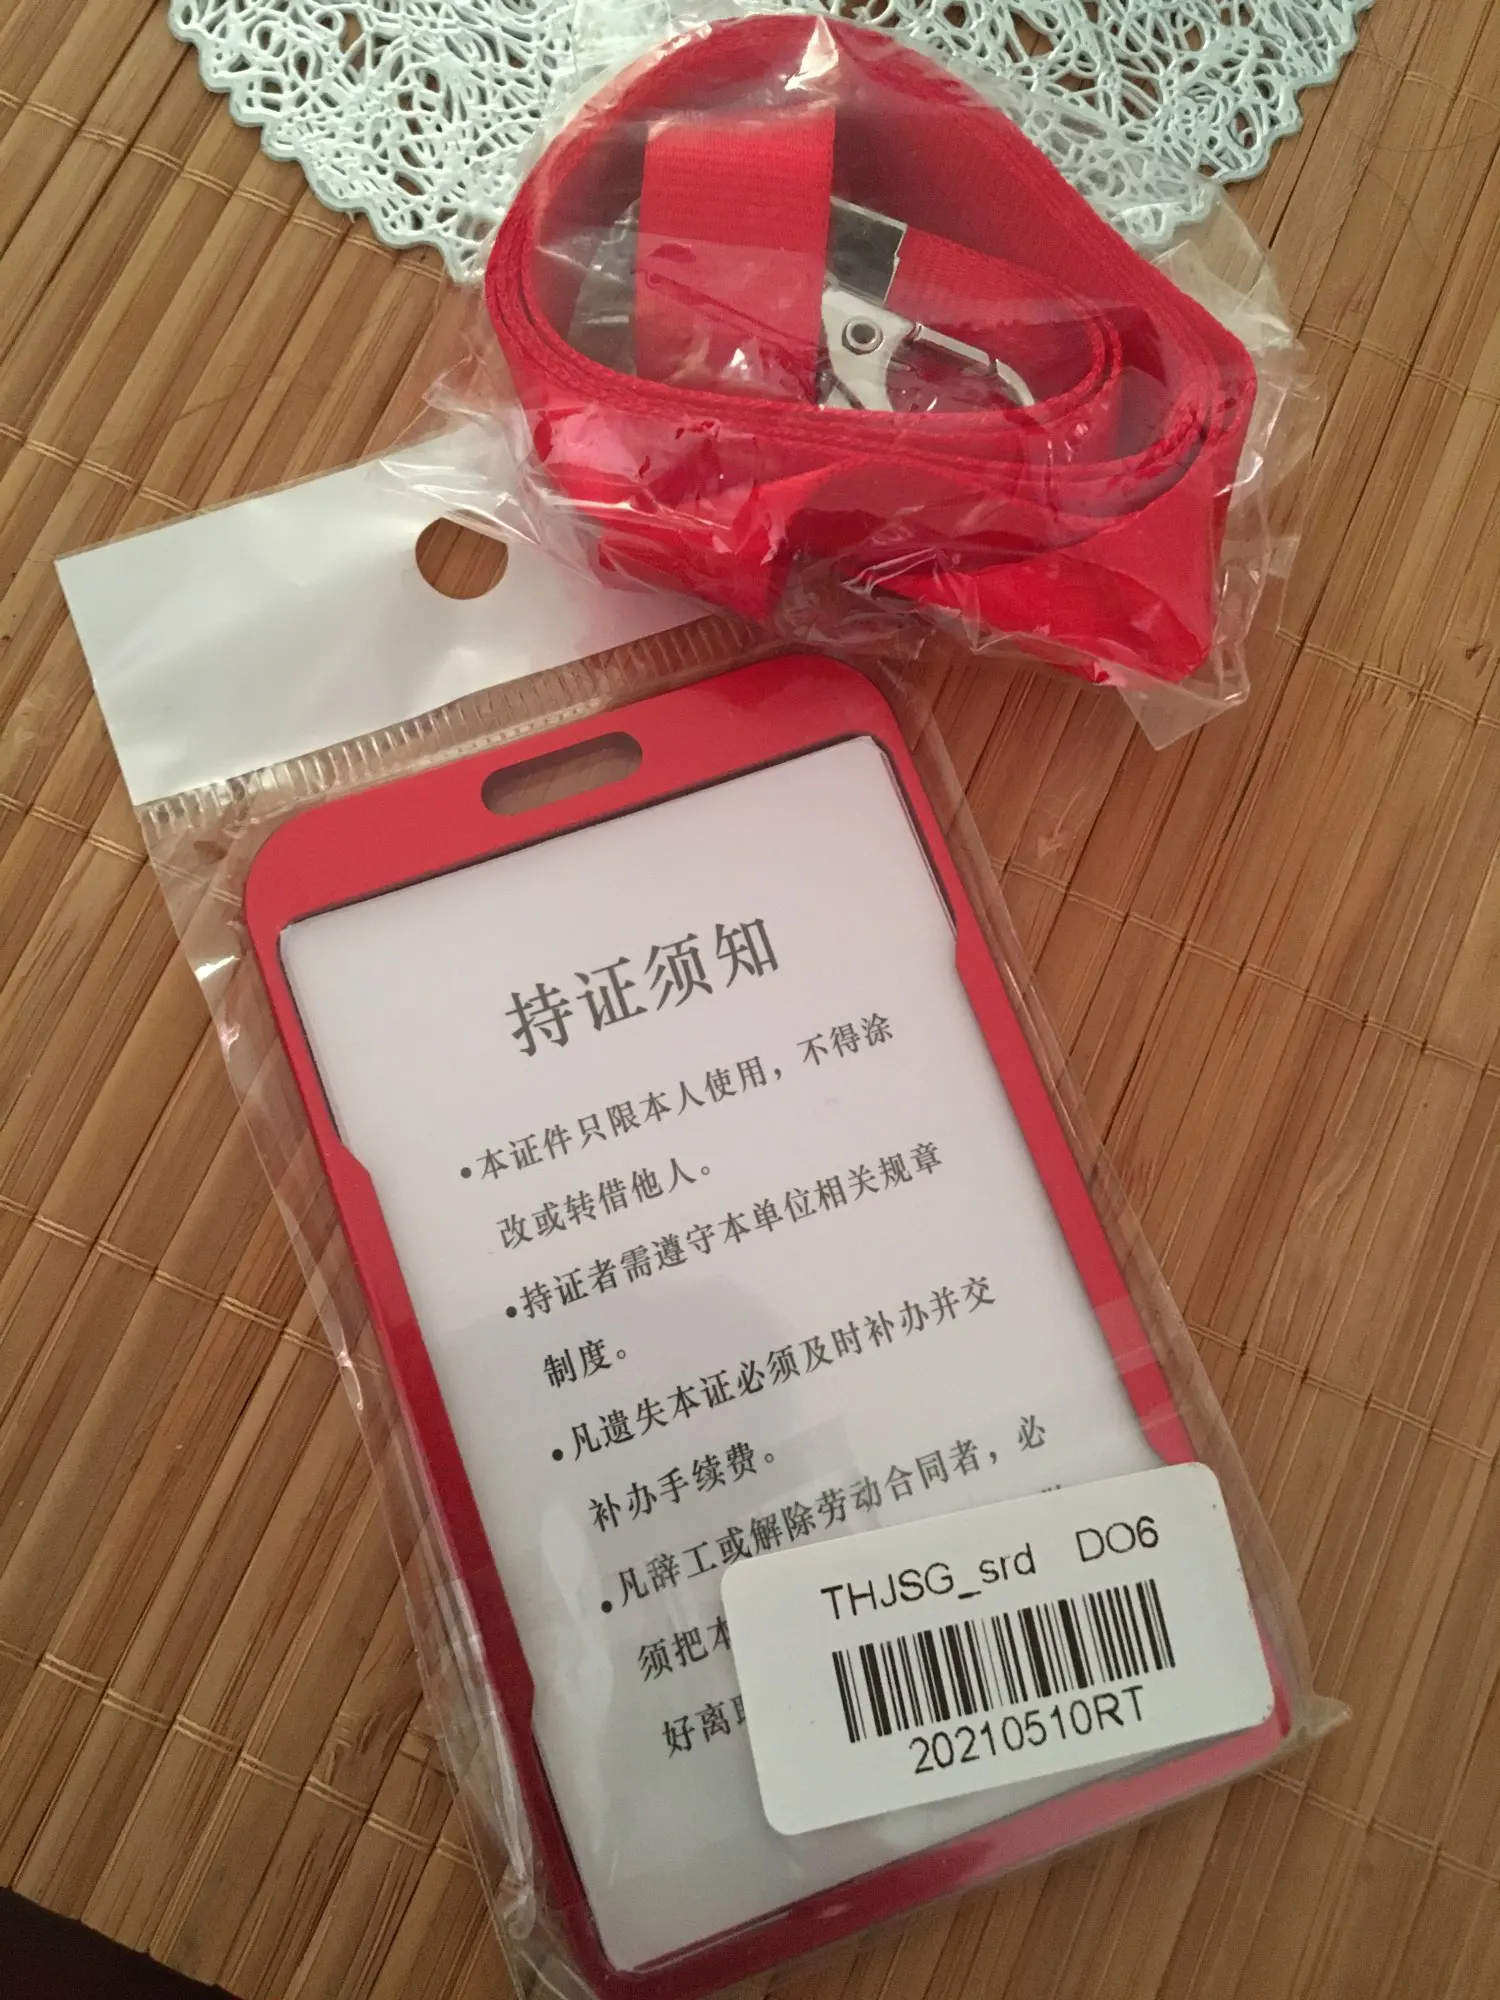 持证须知
•本证件只限本人使用，不得涂
改或转借他人。
•持证者需遵守本单位相关规章
制度。
•凡遗失本证必须及时补办并交
补办手续费。
•凡辞工或解除劳动合同者，必
须把本
好离
THJSG_srd DO6
20210510RT